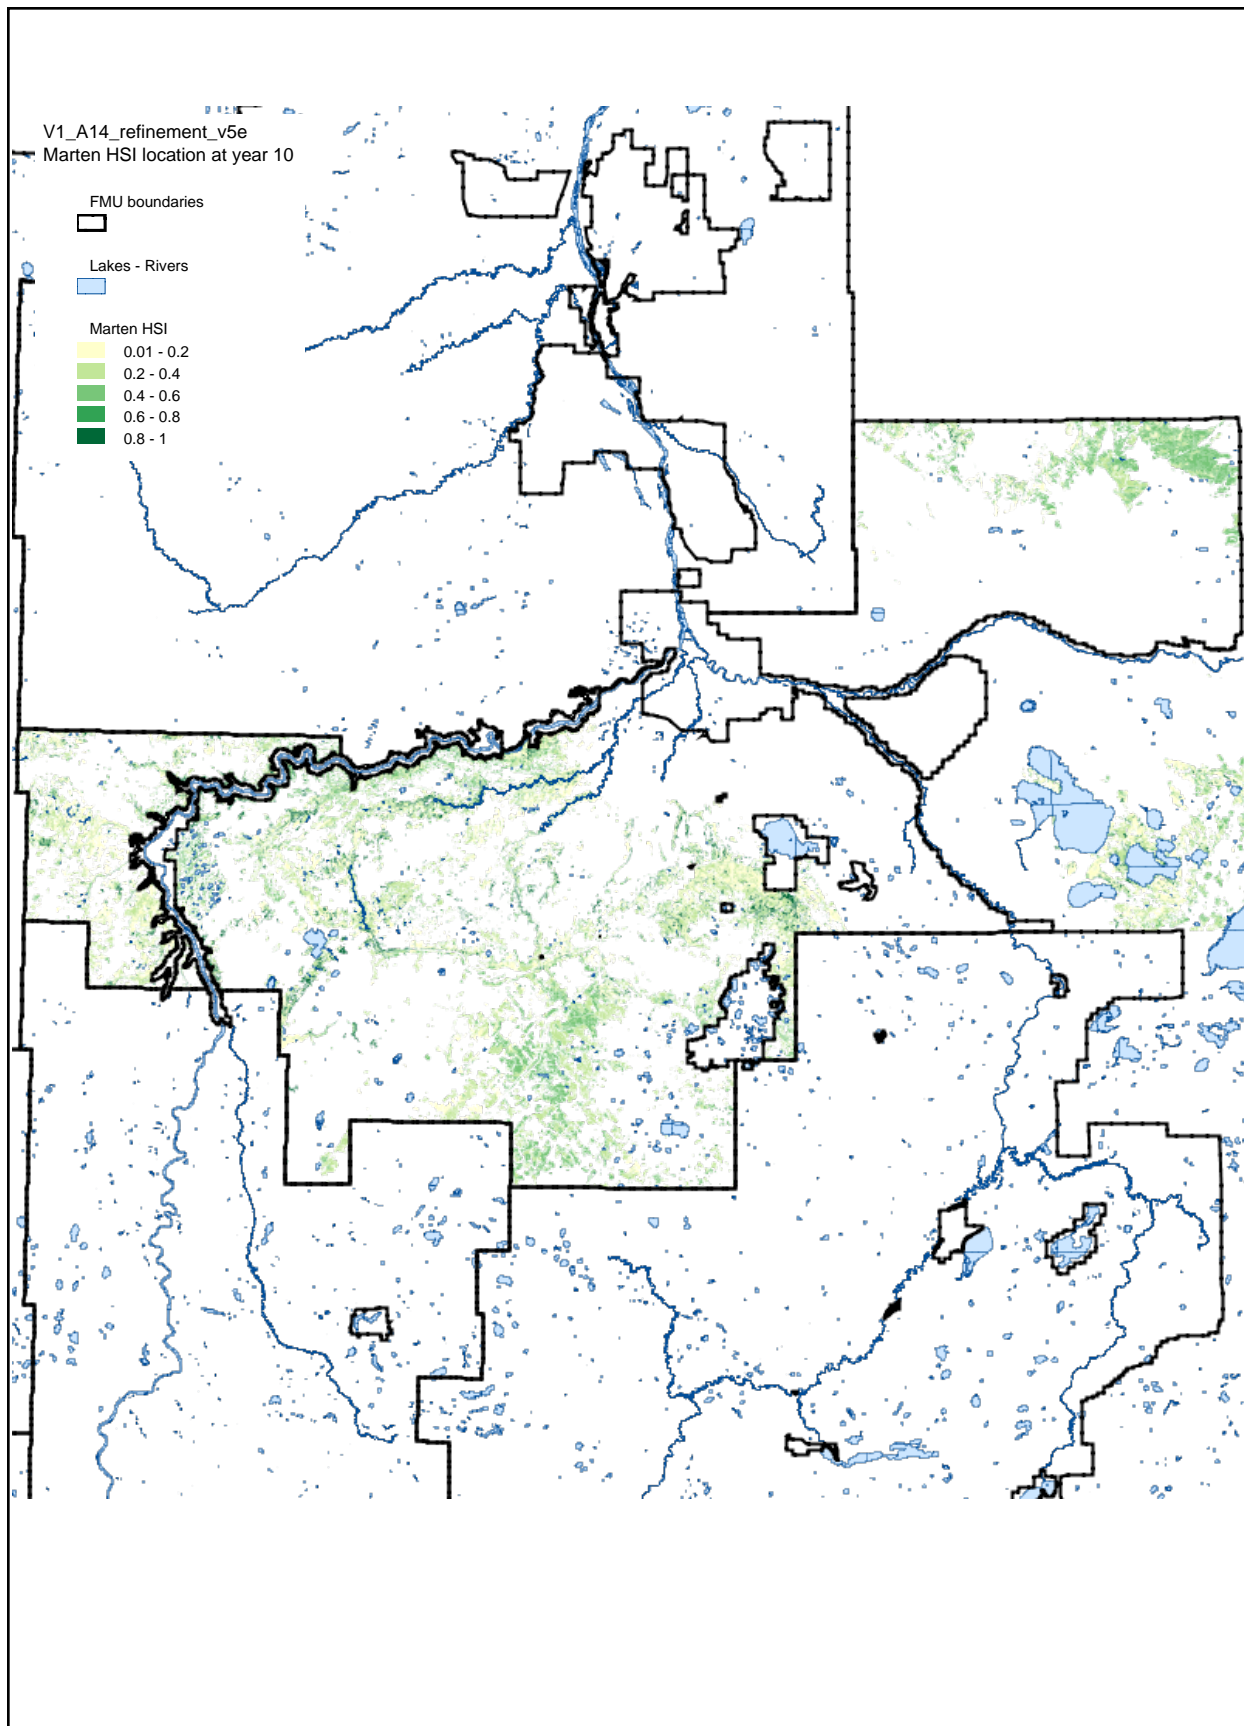 V1_A14_refinement_v5e
Marten HSI location at year 10
FMU boundaries
Lakes - Rivers
Marten HSI
0.01 - 0.2
0.2 - 0.4
0.4 - 0.6
0.6 - 0.8
0.8 - 1